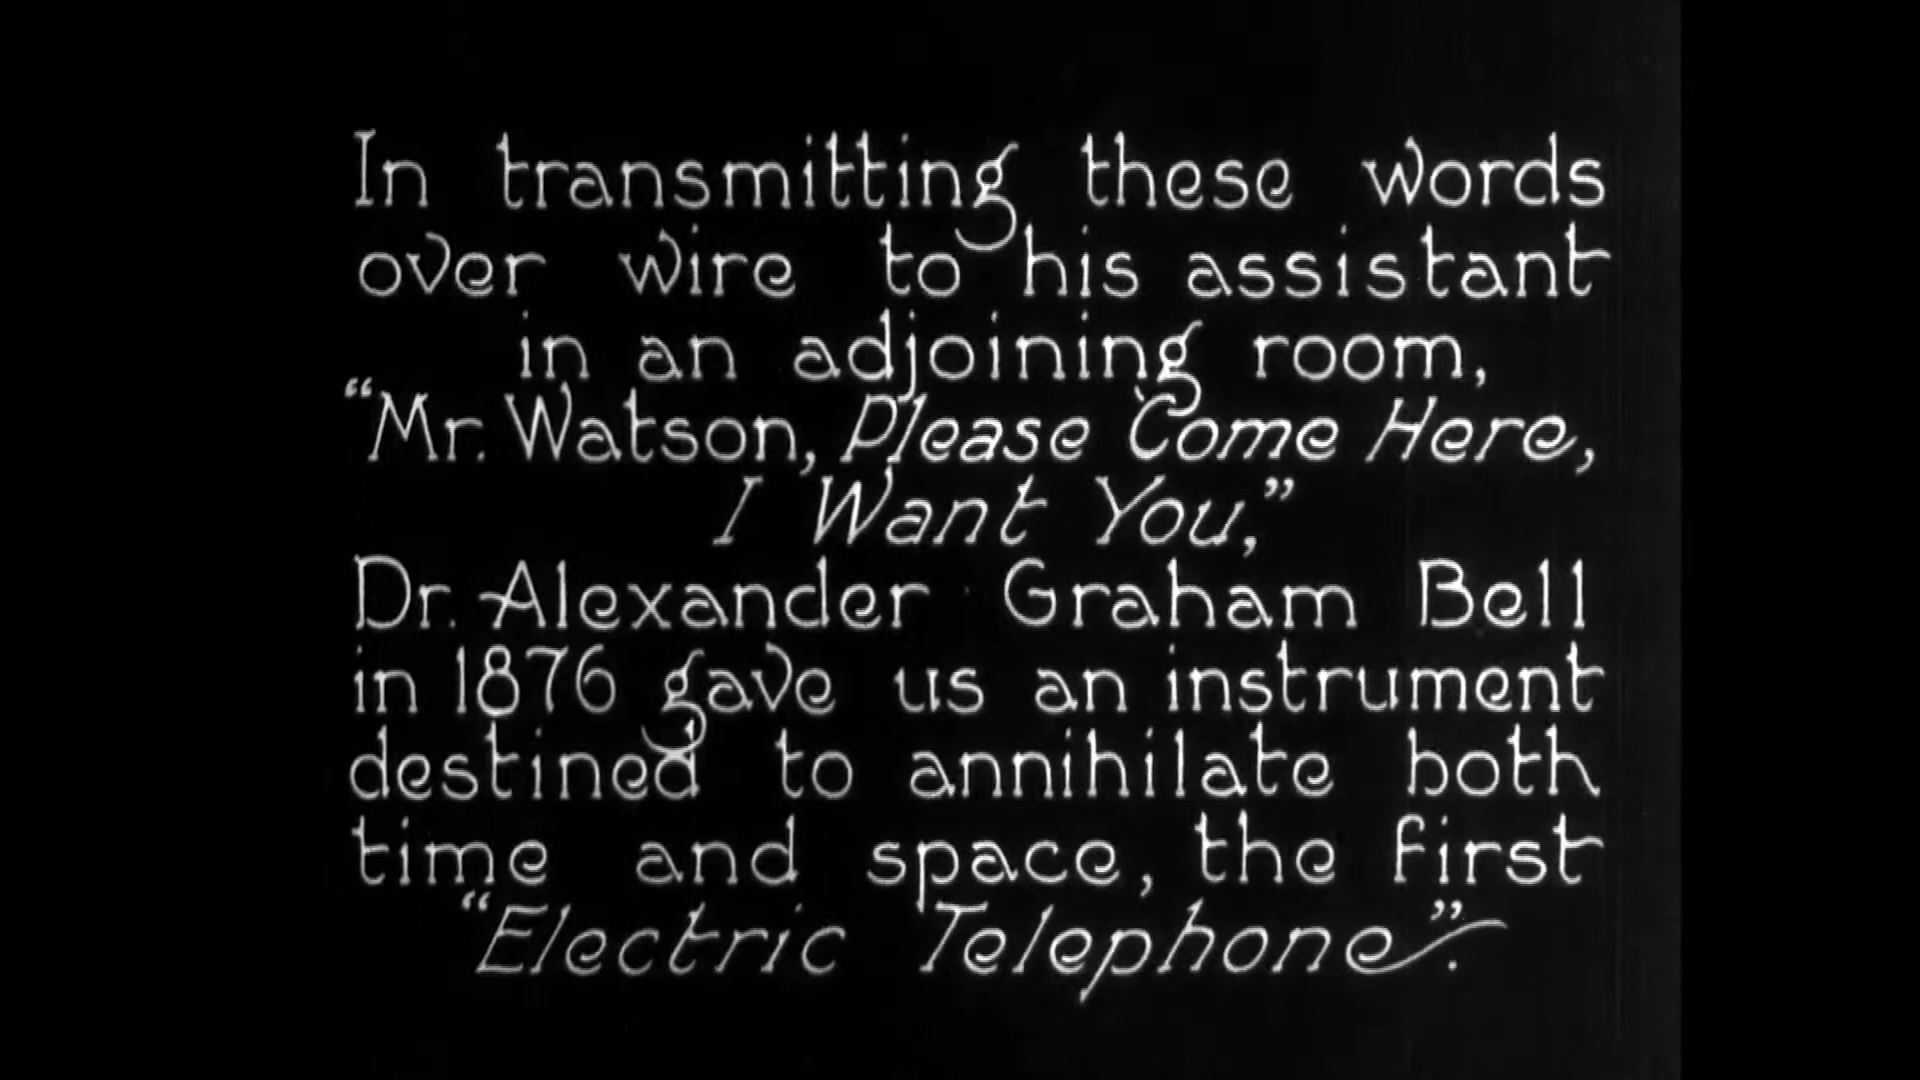 In transmitting these words
over wire to his assistant
in an adjoining room,
“Mr. Watson, Please Come Here,
I Want You,”
Dr. Alexander Graham Bell
in 1876 gave us an instrument
destined to annihilate both
time and space, the first
“Electric Telephone”.